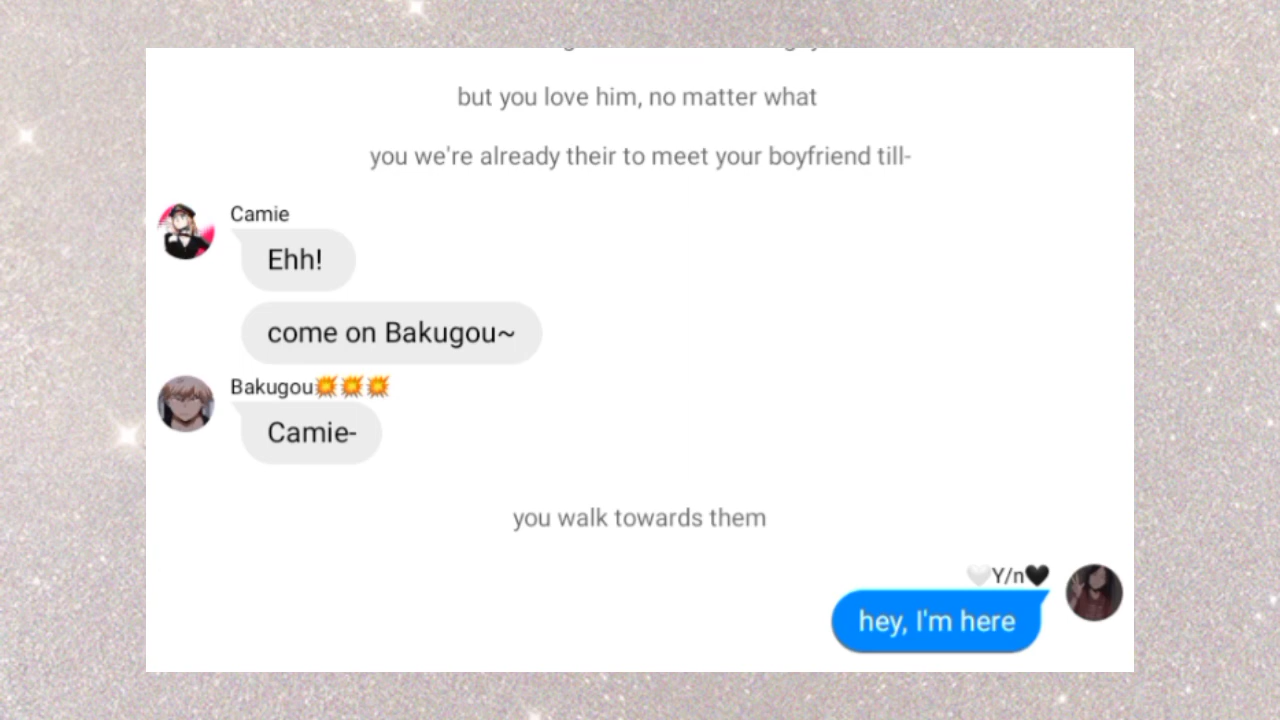 but you love him, no matter what
you we're already their to meet your boyfriend till-
Camie
Ehh!
come on Bakugou~
Bakugou💥💥💥
Camie-
you walk towards them
🤍Y/n🖤
hey, I'm here